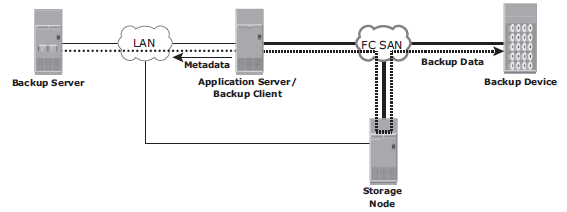 LAN
FC SAN
Metadata
Backup Data
Backup Server
Application Server/
Backup Client
Backup Device
Storage
Node